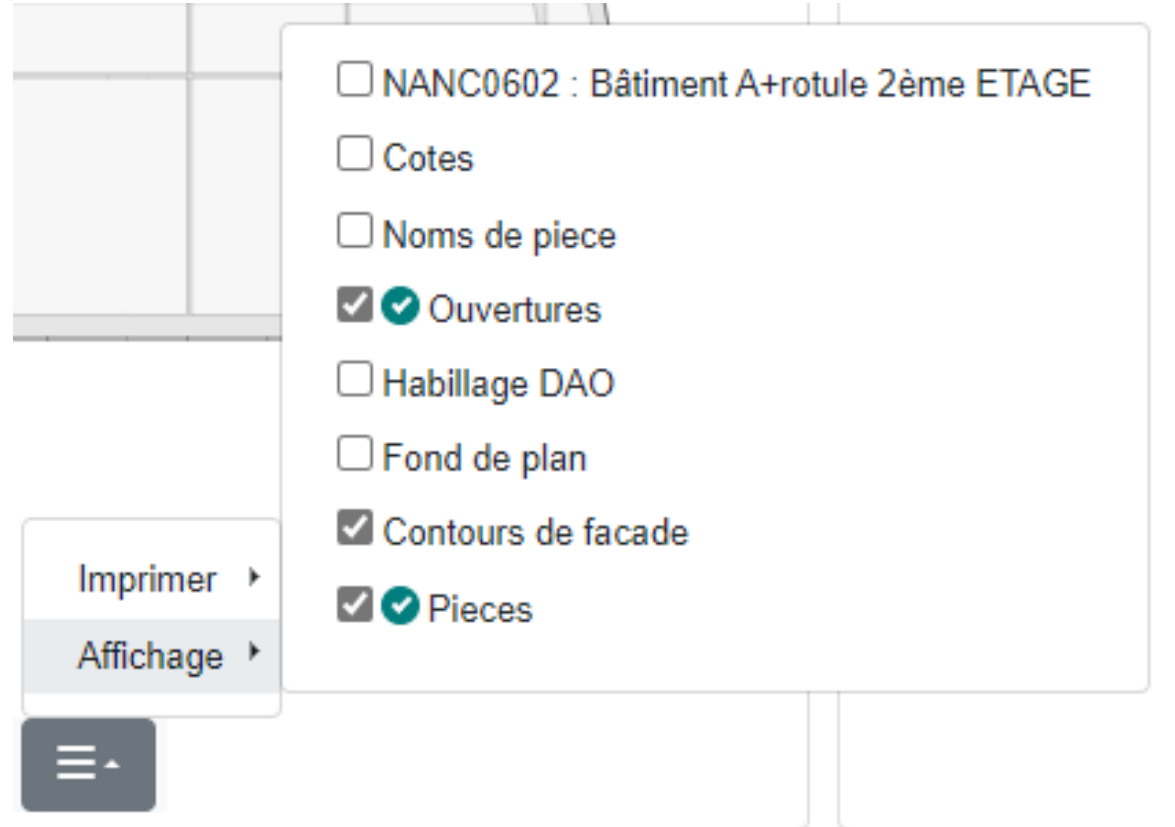 NANC0602 : Bâtiment A+rotule 2ème ETAGE
Cotes
Noms de piece
Ouvertures
Habillage DAO
Fond de plan
Contours de facade
Pieces
Imprimer
Affichage